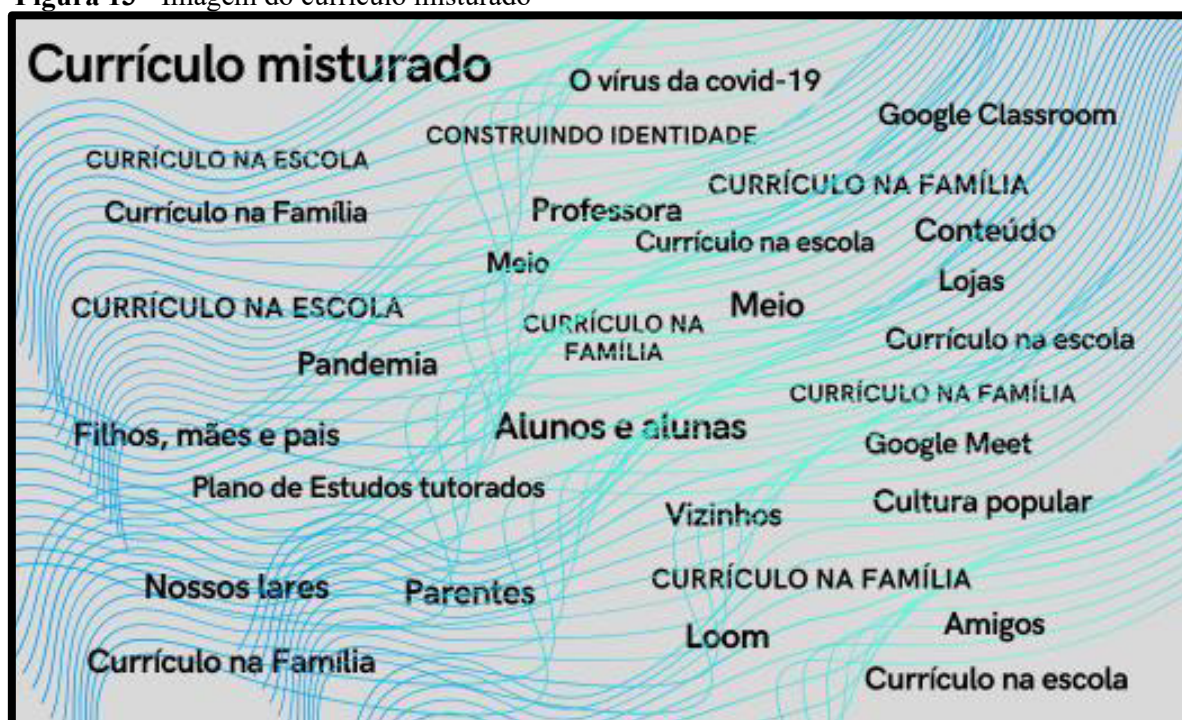 Figura 15 - Imagem do currículo misturado
Currículo misturado
O vírus da covid-19
Google Classroom
CONSTRUINDO IDENTIDADE
CURRÍCULO NA ESCOLA
CURRÍCULO NA FAMÍLIA
Currículo na Família
Professora
Conteúdo
Currículo na escola
Meio
Lojas
CURRÍCULO NA ESCOLA
Meio
CURRÍCULO NA
FAMÍLIA
Currículo na escola
Pandemia
CURRÍCULO NA FAMÍLIA
Alunos e alunas
Filhos, mães e pais
Google Meet
Plano de Estudos tutorados
Cultura popular
Vizinhos
CURRÍCULO NA FAMÍLIA
Nossos lares
Parentes
Amigos
Loom
Currículo na Família
Currículo na escola